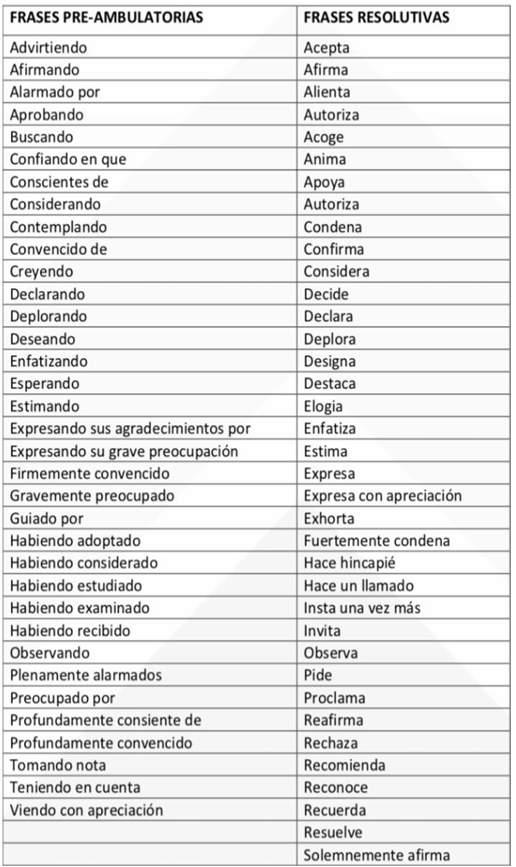 FRASES PRE-AMBULATORIAS FRASES RESOLUTIVAS
Advirtiendo Acepta
Afirmando Afirma
Alarmado por Alienta
Aprobando Autoriza
Buscando Acoge
Confiando en que Anima
Conscientes de Apoya
Considerando Autoriza
Contemplando Condena
Convencido de Confirma
Creyendo Considera
Declarando Decide
Deplorando Declara
Deseando Deplora
Enfatizando Designa
Esperando Destaca
Estimando Elogia
Expresando sus agradecimientos por Enfatiza
Expresando su grave preocupación Estima
Firmemente convencido Expresa
Gravemente preocupado Expresa con apreciación
Guiado por Exhorta
Habiendo adoptado Fuertemente condena
Habiendo considerado Hace hincapié
Habiendo estudiado Hace un llamado
Habiendo examinado Insta una vez más
Habiendo recibido Invita
Observando Observa
Plenamente alarmados Pide
Preocupado por Proclama
Profundamente consiente de Reafirma
Profundamente convencido Rechaza
Tomando nota Recomienda
Teniendo en cuenta Reconoce
Viendo con apreciación Recuerda
Resuelve
Solemnemente afirma